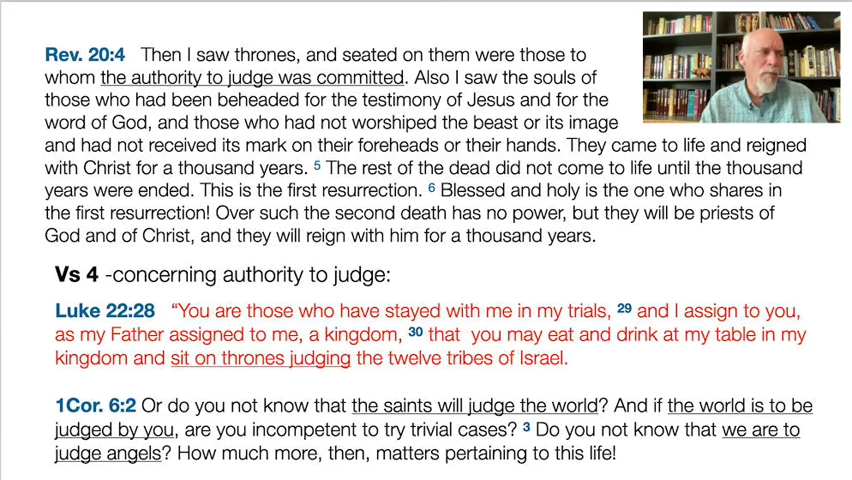 Rev. 20:4 Then I saw thrones, and seated on them were those to
whom the authority to judge was committed. Also I saw the souls of
those who had been beheaded for the testimony of Jesus and for the
word of God, and those who had not worshiped the beast or its image
and had not received its mark on their foreheads or their hands. They came to life and reigned
with Christ for a thousand years. 5 The rest of the dead did not come to life until the thousand
years were ended. This is the first resurrection. 6 Blessed and holy is the one who shares in
the first resurrection! Over such the second death has no power, but they will be priests of
God and of Christ, and they will reign with him for a thousand years.
Vs 4 -concerning authority to judge:
Luke 22:28 “You are those who have stayed with me in my trials, 29 and I assign to you,
as my Father assigned to me, a kingdom, 30 that you may eat and drink at my table in my
kingdom and sit on thrones judging the twelve tribes of Israel.
1Cor. 6:2 Or do you not know that the saints will judge the world? And if the world is to be
judged by you, are you incompetent to try trivial cases? 3 Do you not know that we are to
judge angels? How much more, then, matters pertaining to this life!